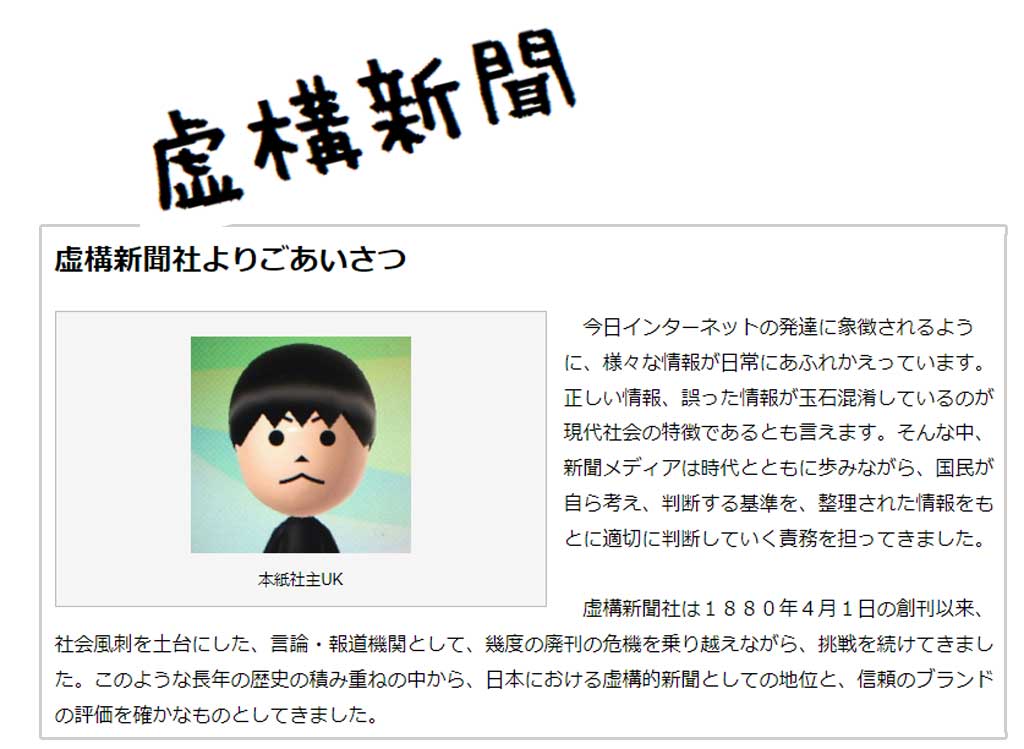 虚構新聞
虚構新聞社よりごあいさつ
今日インターネットの発達に象徴されるよう
に、様々な情報が日常にあふれかえっています。
正しい情報、誤った情報が玉石混淆しているのが
現代社会の特徴であるとも言えます。そんな中、
新聞メディアは時代とともに歩みながら、国民が
自ら考え、判断する基準を、整理された情報をも
とに適切に判断していく責務を担ってきました。
本紙社主UK
虚構新聞社は１８８０年４月１日の創刊以来、
社会風刺を土台にした、言論・報道機関として、幾度の廃刊の危機を乗り越えながら、挑戦を続けてきまし
た。このような長年の歴史の積み重ねの中から、日本における虚構的新聞としての地位と、信頼のブランド
の評価を確かなものとしてきました。